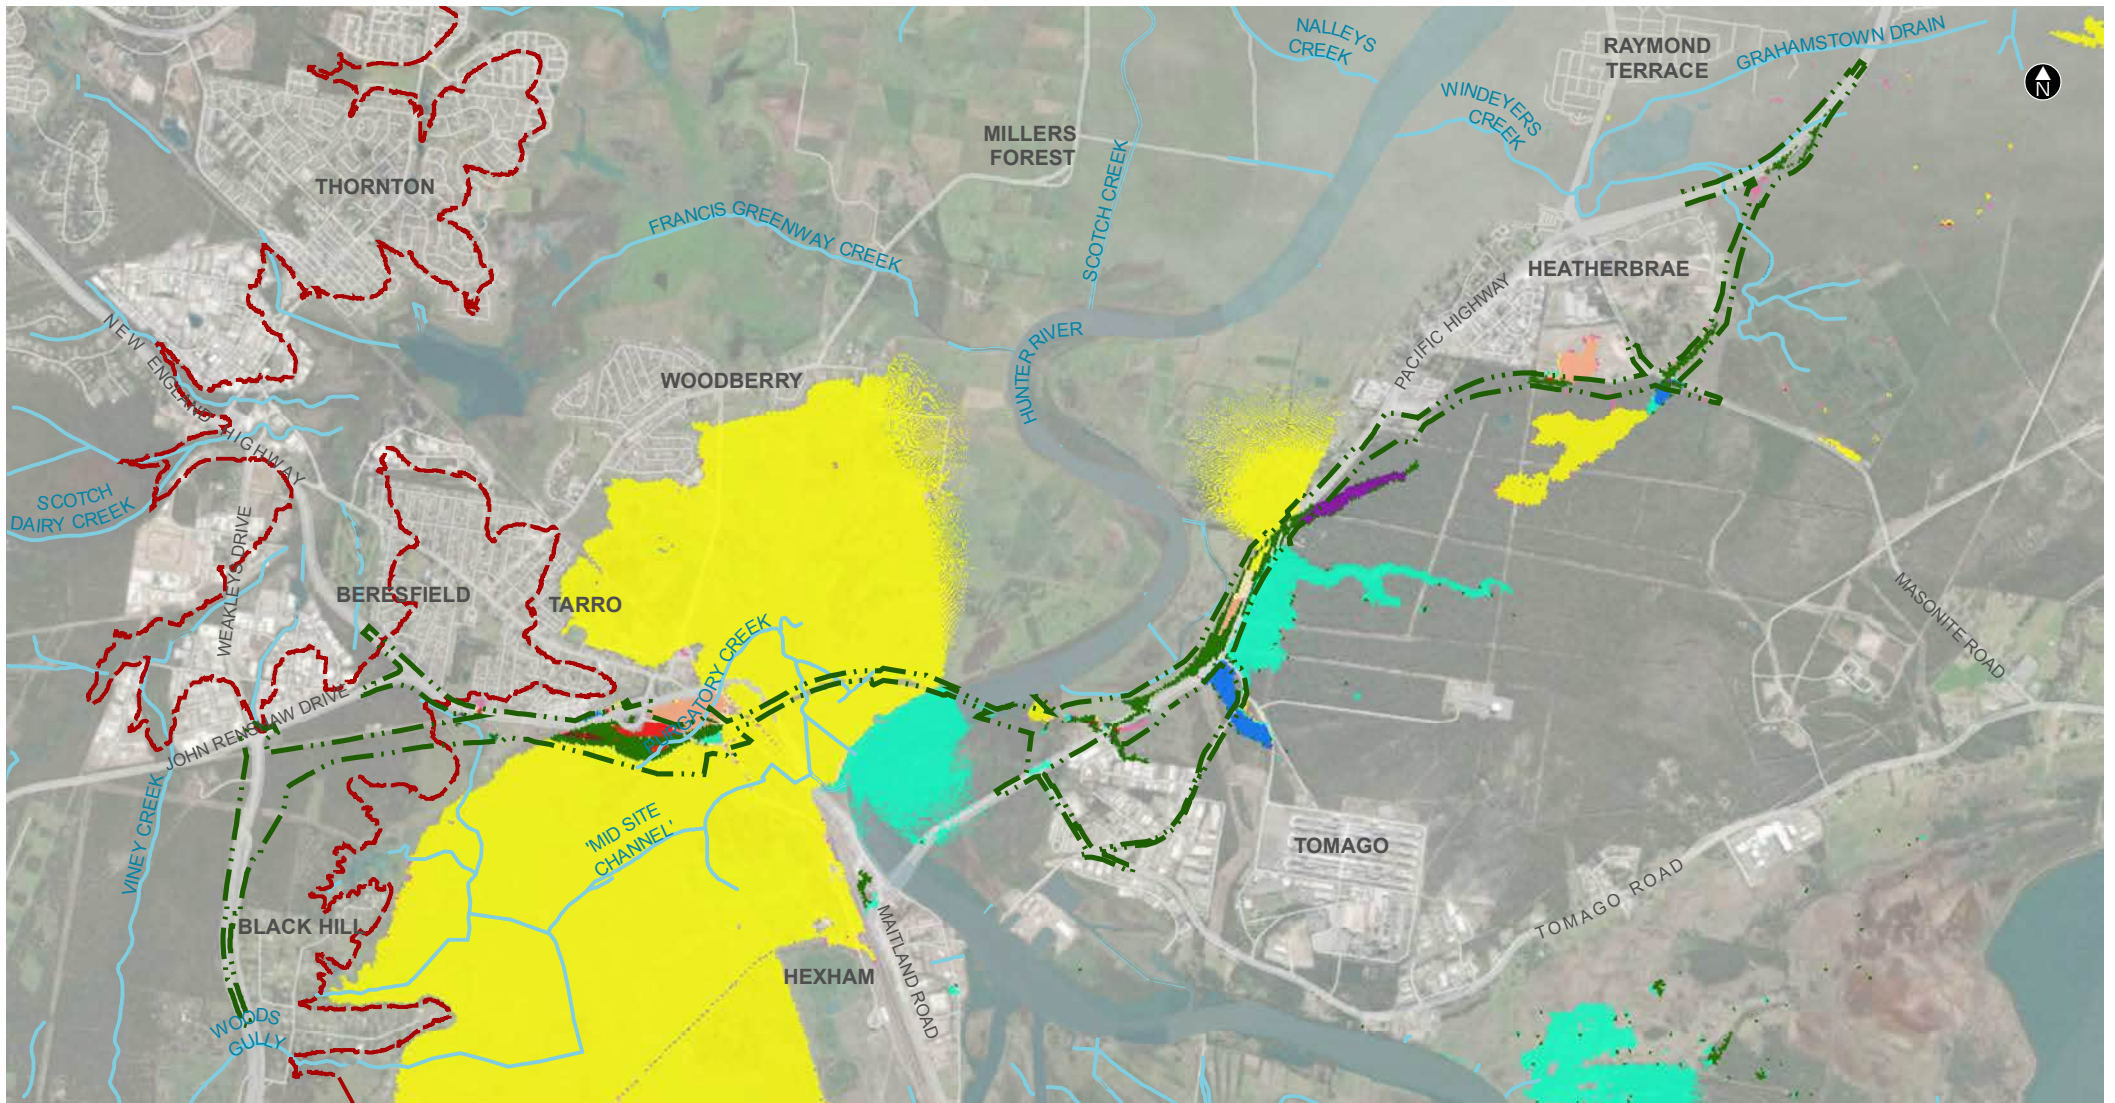 NALLEYS
CREEK
RAYMOND
TERRACE
GRAHAMSTOWN DRAIN
N
WINDEYERS
CREEK
MILLERS
FOREST
SCOTCH CREEK
THORNTON
FRANCIS GREENWAY CREEK
HEATHERBRAE
PACIFIC HIGHWAY
HUNTER RIVER
NEW ENGLAND HIGHWAY
WOODBERRY
SCOTCH
DAIRY CREEK
WEAKLEYS DRIVE
BERESFIELD
TARRO
PURGATORY CREEK
MASONITE ROAD
JOHN RENSHAW DRIVE
VINEY CREEK
'MID SITE
CHANNEL'
TOMAGO
TOMAGO ROAD
BLACK HILL
MAITLAND ROAD
HEXHAM
WOODS
GULLY